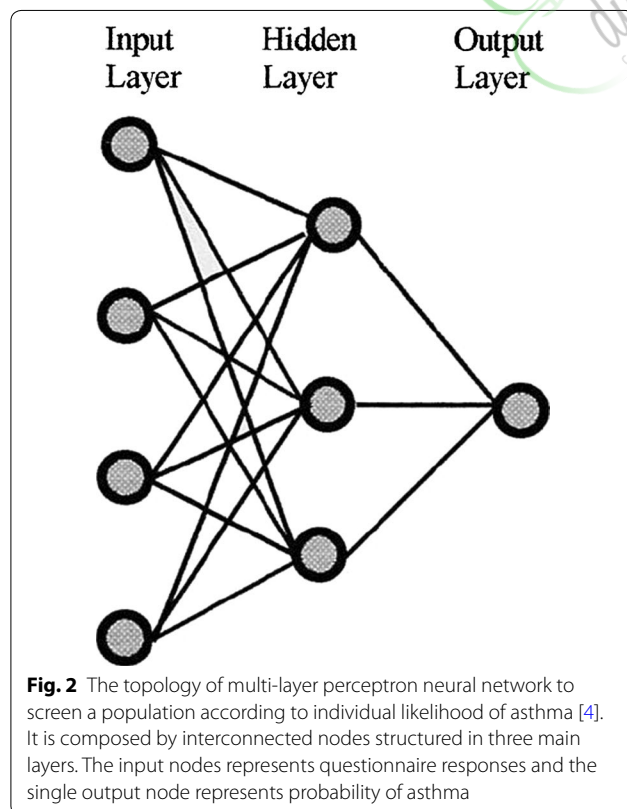 Input Hidden Output
Layer Layer Layer
Fig. 2 The topology of multi-layer perceptron neural network to
screen a population according to individual likelihood of asthma [4].
It is composed by interconnected nodes structured in three main
layers. The input nodes represents questionnaire responses and the
single output node represents probability of asthma